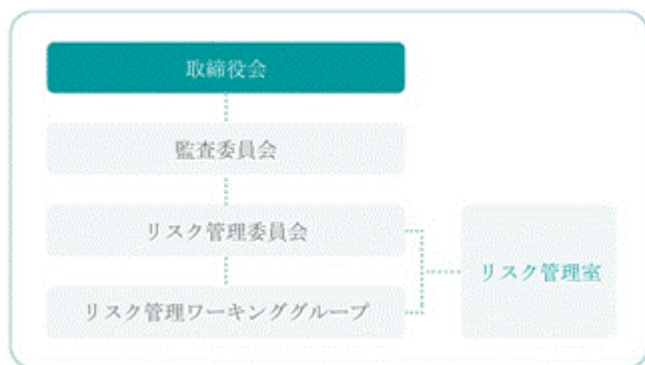 取締役会
監査委員会
リスク管理委員会
リスク管理室
リスク管理ワーキンググループ